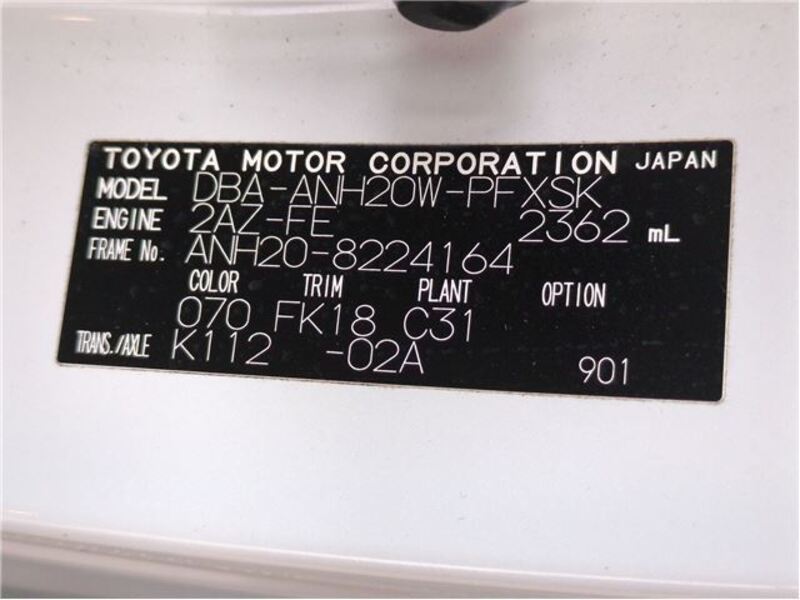 TOYOTA MOTOR CORPORATION JAPAN
MODEL DBA-ANH20W-PFXSK
ENGINE 2AZ-FE 2362 mL
FRAME No. ANH20-8224164
COLOR TRIM PLANT OPTION
070 FK18 C31
TRANS./AXLE K112 -02A 901